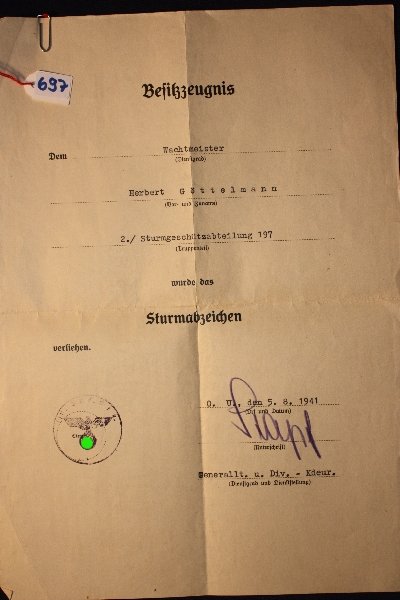 697
Besitzzeugnis
Dem Wachtmeister
(Dienstgrad)
Herbert Göttelmann
(Vor- und Zuname)
2./ Sturmgeschützabteilung 197
(Truppenteil)
wurde das
Sturmabzeichen
verliehen.
O. U., den 5. 8. 1941
(Ort und Datum)
(Unterschrift)
Generallt. u. Div. - Kdeur.
(Dienstgrad und Dienststellung)